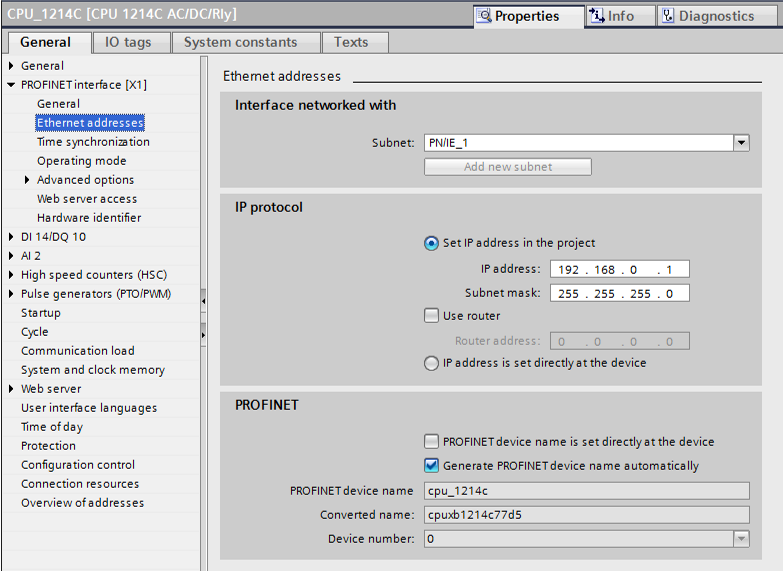 CPU_1214C [CPU 1214C AC/DC/Rly]
Properties
Info
Diagnostics
General
IO tags
System constants
Texts
General
PROFINET interface [X1]
General
Ethernet addresses
Time synchronization
Operating mode
Advanced options
Web server access
Hardware identifier
DI 14/DQ 10
AI 2
High speed counters (HSC)
Pulse generators (PTO/PWM)
Startup
Cycle
Communication load
System and clock memory
Web server
User interface languages
Time of day
Protection
Configuration control
Connection resources
Overview of addresses
Ethernet addresses
Interface networked with
Subnet: PN/IE_1
Add new subnet
IP protocol
Set IP address in the project
IP address: 192 . 168 . 0 . 1
Subnet mask: 255 . 255 . 255 . 0
Use router
Router address: 0 . 0 . 0 . 0
IP address is set directly at the device
PROFINET
PROFINET device name is set directly at the device
Generate PROFINET device name automatically
PROFINET device name cpu_1214c
Converted name: cpuxb1214c77d5
Device number: 0